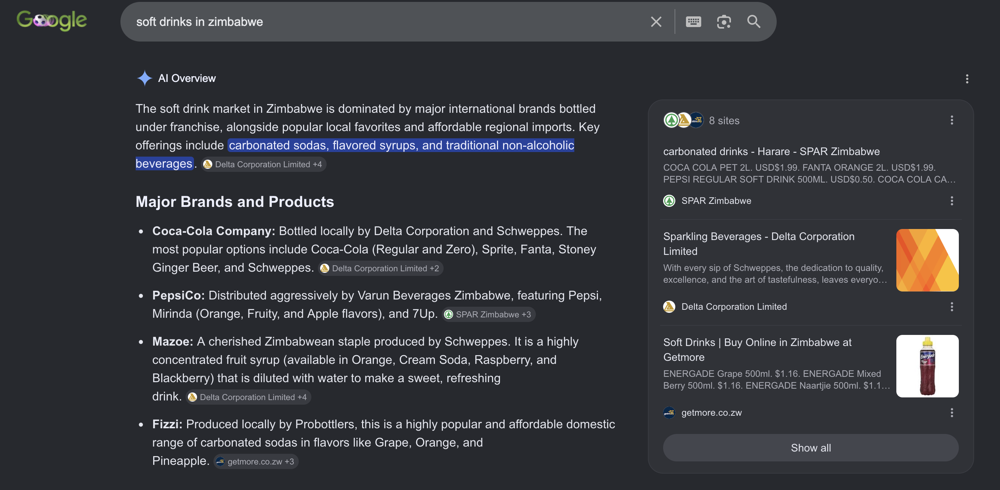 Google
soft drinks in zimbabwe
AI Overview
The soft drink market in Zimbabwe is dominated by major international brands bottled
under franchise, alongside popular local favorites and affordable regional imports. Key
offerings include carbonated sodas, flavored syrups, and traditional non-alcoholic
beverages. Delta Corporation Limited +4
Major Brands and Products
• Coca-Cola Company: Bottled locally by Delta Corporation and Schweppes. The
most popular options include Coca-Cola (Regular and Zero), Sprite, Fanta, Stoney
Ginger Beer, and Schweppes. Delta Corporation Limited +2
• PepsiCo: Distributed aggressively by Varun Beverages Zimbabwe, featuring Pepsi,
Mirinda (Orange, Fruity, and Apple flavors), and 7Up. SPAR Zimbabwe +3
• Mazoe: A cherished Zimbabwean staple produced by Schweppes. It is a highly
concentrated fruit syrup (available in Orange, Cream Soda, Raspberry, and
Blackberry) that is diluted with water to make a sweet, refreshing
drink. Delta Corporation Limited +4
• Fizzi: Produced locally by Probottlers, this is a highly popular and affordable domestic
range of carbonated sodas in flavors like Grape, Orange, and
Pineapple. getmore.co.zw +3
8 sites
carbonated drinks - Harare - SPAR Zimbabwe
COCA COLA PET 2L. USD$1.99. FANTA ORANGE 2L. USD$1.99.
PEPSI REGULAR SOFT DRINK 500ML. USD$0.50. COCA COLA CA…
SPAR Zimbabwe
Sparkling Beverages - Delta Corporation
Limited
With every sip of Schweppes, the dedication to quality,
excellence, and the art of tastefulness, leaves everyo…
Delta Corporation Limited
Soft Drinks | Buy Online in Zimbabwe at
Getmore
ENERGADE Grape 500ml. $1.16. ENERGADE Mixed
Berry 500ml. $1.16. ENERGADE Naartjie 500ml. $1.1…
Energade
getmore
getmore.co.zw
Show all